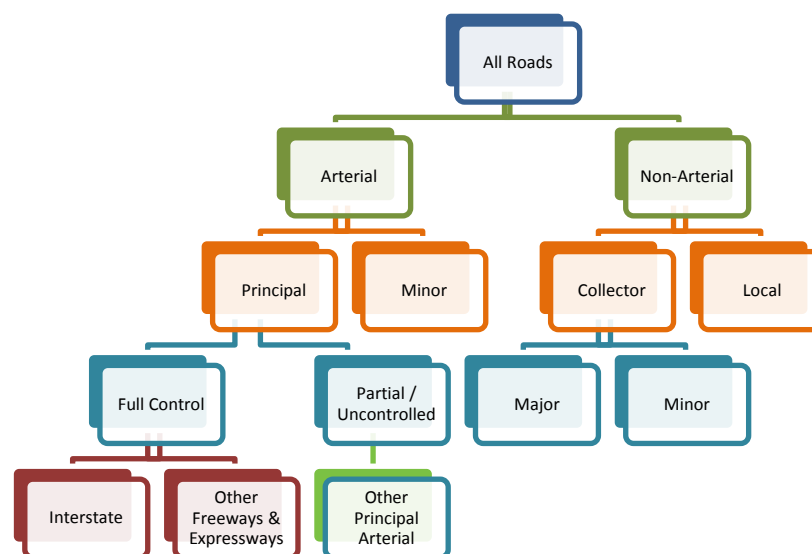 All Roads
Arterial
Non-Arterial
Principal
Minor
Collector
Local
Full Control
Partial /
Uncontrolled
Major
Minor
Interstate
Other
Freeways &
Expressways
Other
Principal
Arterial